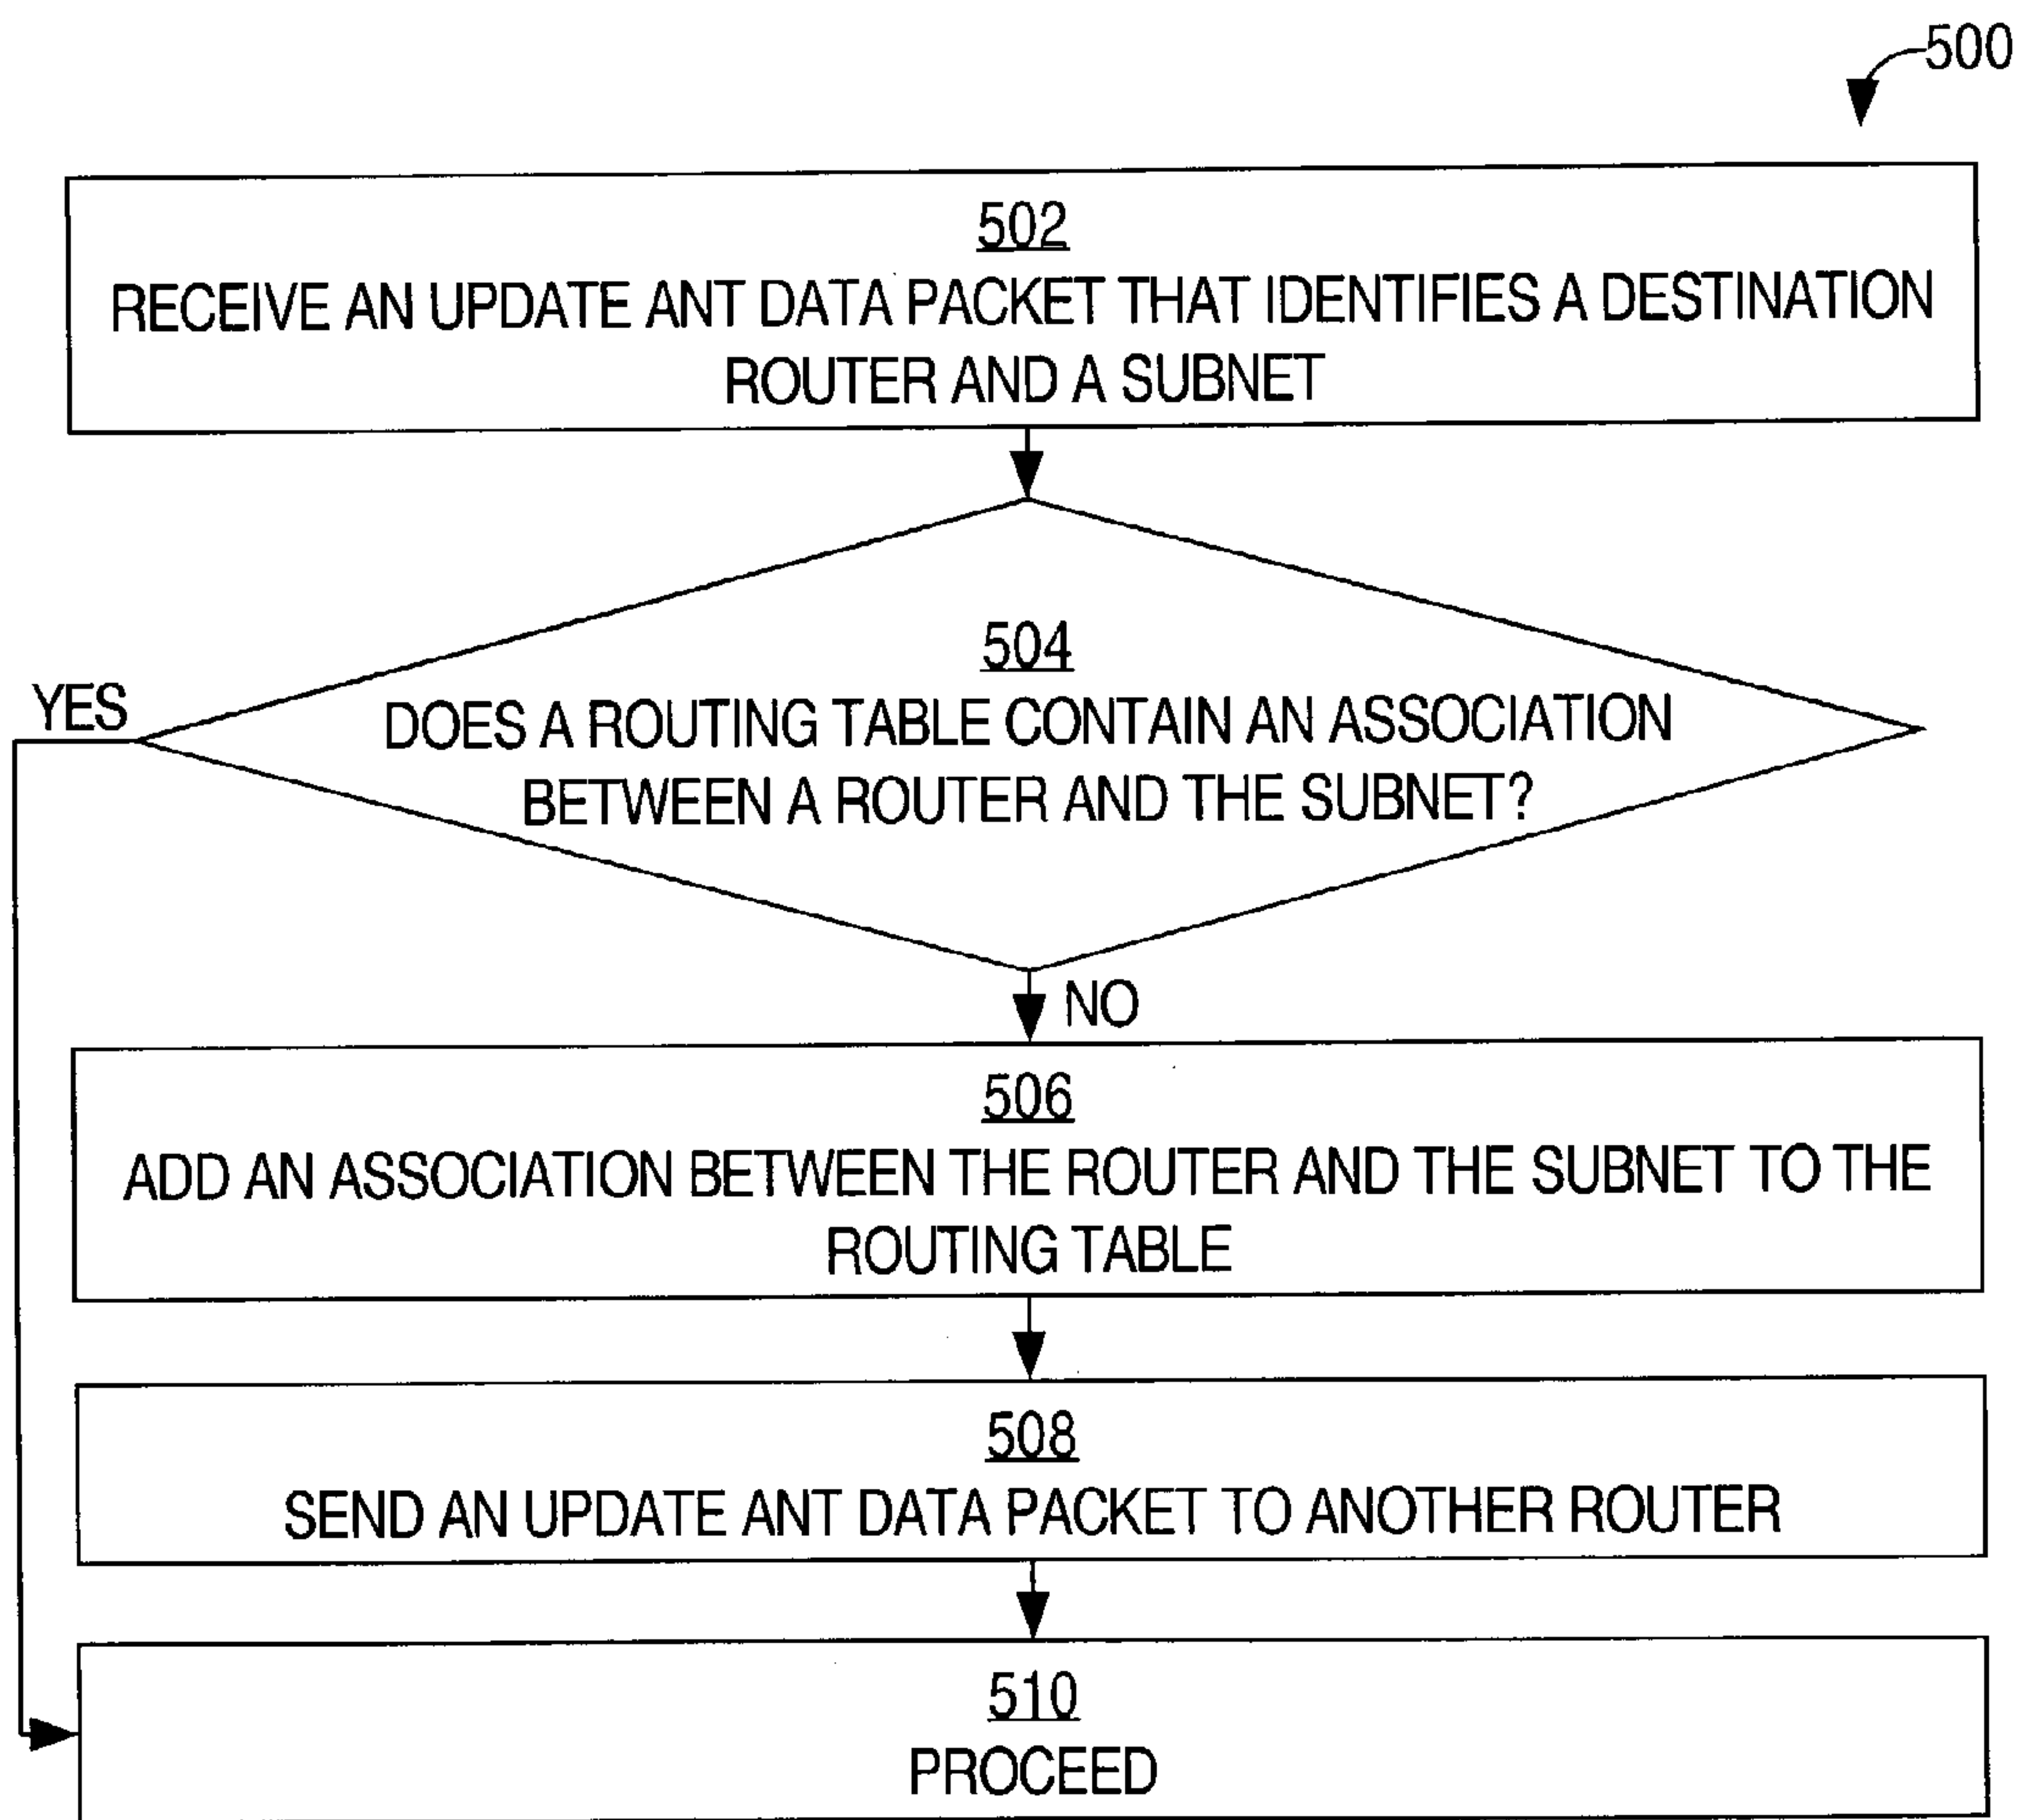 500
502
RECEIVE AN UPDATE ANT DATA PACKET THAT IDENTIFIES A DESTINATION
ROUTER AND A SUBNET
504
DOES A ROUTING TABLE CONTAIN AN ASSOCIATION
BETWEEN A ROUTER AND THE SUBNET?
YES
NO
506
ADD AN ASSOCIATION BETWEEN THE ROUTER AND THE SUBNET TO THE
ROUTING TABLE
508
SEND AN UPDATE ANT DATA PACKET TO ANOTHER ROUTER
510
PROCEED